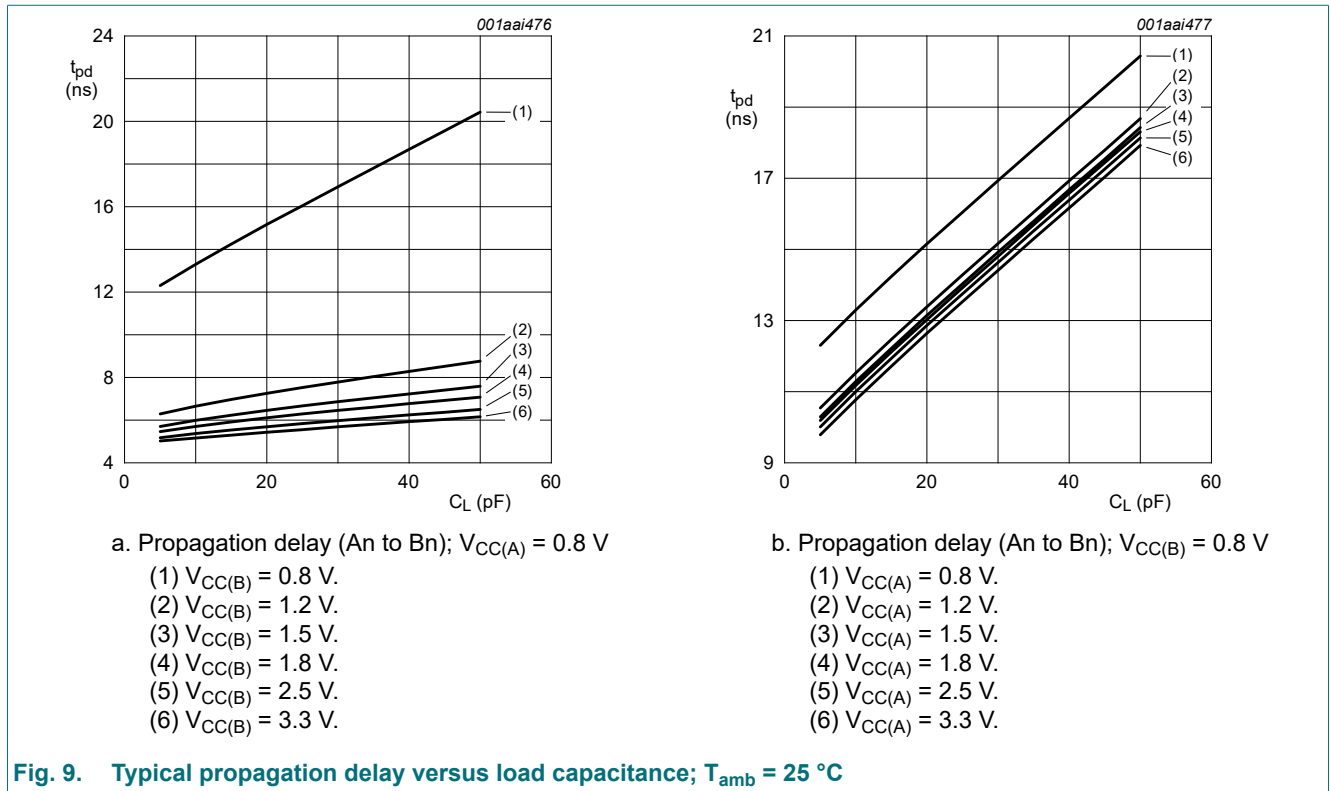 001aai476
24
20
16
12
8
4
t_pd
(ns)
(1)
(2)
(3)
(4)
(5)
(6)
0
20
40
60
C_L (pF)
a. Propagation delay (An to Bn); V_CC(A) = 0.8 V
(1) V_CC(B) = 0.8 V.
(2) V_CC(B) = 1.2 V.
(3) V_CC(B) = 1.5 V.
(4) V_CC(B) = 1.8 V.
(5) V_CC(B) = 2.5 V.
(6) V_CC(B) = 3.3 V.
001aai477
21
17
13
9
t_pd
(ns)
(1)
(2)
(3)
(4)
(5)
(6)
0
20
40
60
C_L (pF)
b. Propagation delay (An to Bn); V_CC(B) = 0.8 V
(1) V_CC(A) = 0.8 V.
(2) V_CC(A) = 1.2 V.
(3) V_CC(A) = 1.5 V.
(4) V_CC(A) = 1.8 V.
(5) V_CC(A) = 2.5 V.
(6) V_CC(A) = 3.3 V.
Fig. 9. Typical propagation delay versus load capacitance; T_amb = 25 °C